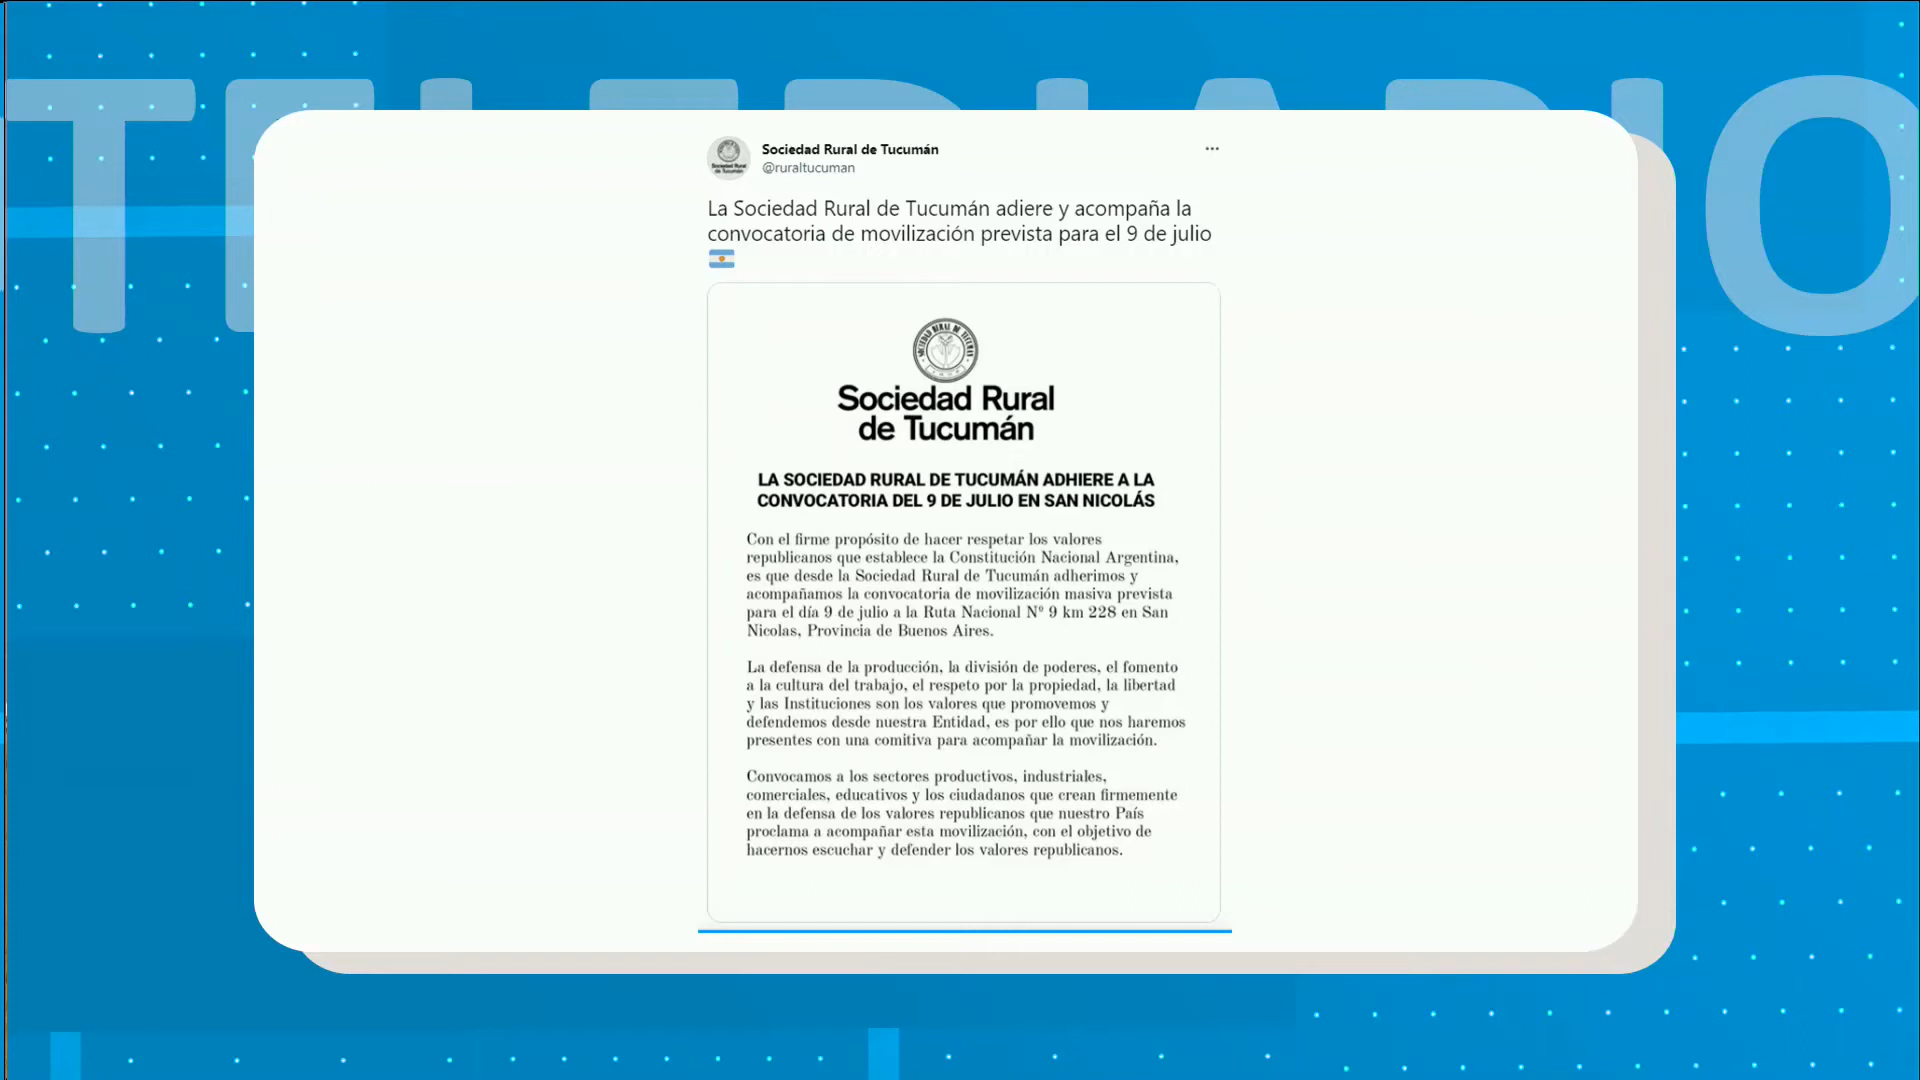 TELEDIARIO
Sociedad Rural de Tucumán
@ruraltucuman
La Sociedad Rural de Tucumán adiere y acompaña la
convocatoria de movilización prevista para el 9 de julio
SOCIEDAD RURAL DE TUCUMAN
Sociedad Rural
de Tucumán
LA SOCIEDAD RURAL DE TUCUMÁN ADHIERE A LA
CONVOCATORIA DEL 9 DE JULIO EN SAN NICOLÁS
Con el firme propósito de hacer respetar los valores
republicanos que establece la Constitución Nacional Argentina,
es que desde la Sociedad Rural de Tucumán adherimos y
acompañamos la convocatoria de movilización masiva prevista
para el día 9 de julio a la Ruta Nacional Nº 9 km 228 en San
Nicolas, Provincia de Buenos Aires.
La defensa de la producción, la división de poderes, el fomento
a la cultura del trabajo, el respeto por la propiedad, la libertad
y las Instituciones son los valores que promovemos y
defendemos desde nuestra Entidad, es por ello que nos haremos
presentes con una comitiva para acompañar la movilización.
Convocamos a los sectores productivos, industriales,
comerciales, educativos y los ciudadanos que crean firmemente
en la defensa de los valores republicanos que nuestro País
proclama a acompañar esta movilización, con el objetivo de
hacernos escuchar y defender los valores republicanos.